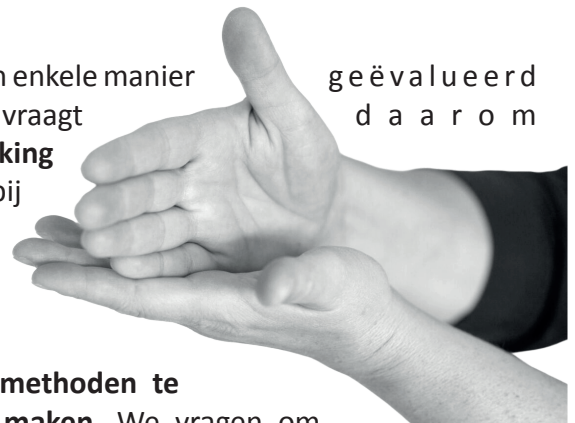 enkele manier geëvalueerd
vraagt daarom
king
bij
methoden te
maken. We vragen om